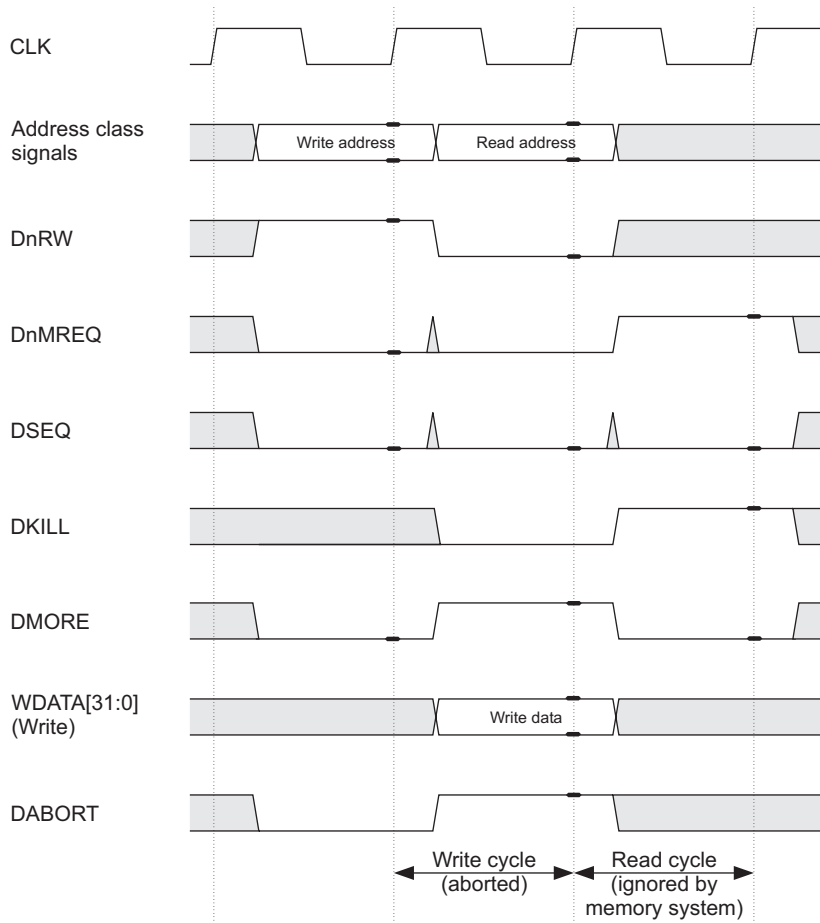 CLK
Address class
signals
Write address
Read address
DnRW
DnMREQ
DSEQ
DKILL
DMORE
WDATA[31:0]
(Write)
Write data
DABORT
Write cycle
(aborted)
Read cycle
(ignored by
memory system)